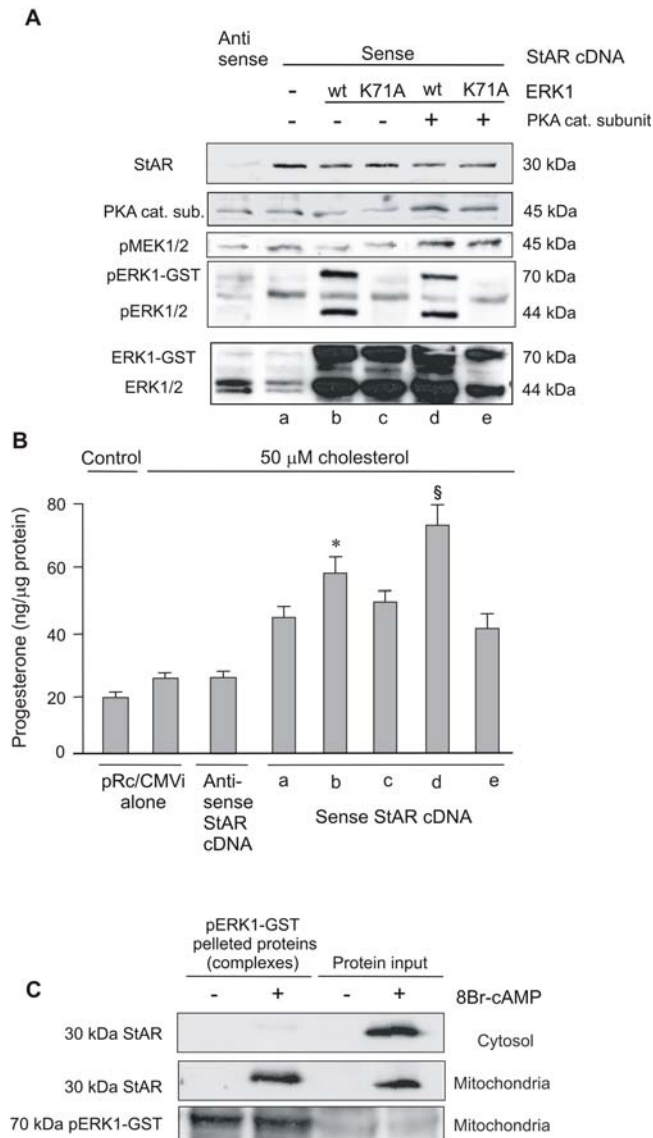 A
Anti
sense
Sense
StAR cDNA
- wt K71A wt K71A ERK1
- - - + + PKA cat. subunit
StAR 30 kDa
PKA cat. sub. 45 kDa
pMEK1/2 45 kDa
pERK1-GST 70 kDa
pERK1/2 44 kDa
ERK1-GST 70 kDa
ERK1/2 44 kDa
a b c d e
B
Control 50 µM cholesterol
Progesterone (ng/µg protein)
80
60
40
20
0
* §
a b c d e
pRc/CMVi
alone
Anti-
sense
StAR
cDNA
Sense StAR cDNA
C
pERK1-GST
pelleted proteins
(complexes)
Protein input
- + - + 8Br-cAMP
30 kDa StAR Cytosol
30 kDa StAR Mitochondria
70 kDa pERK1-GST Mitochondria